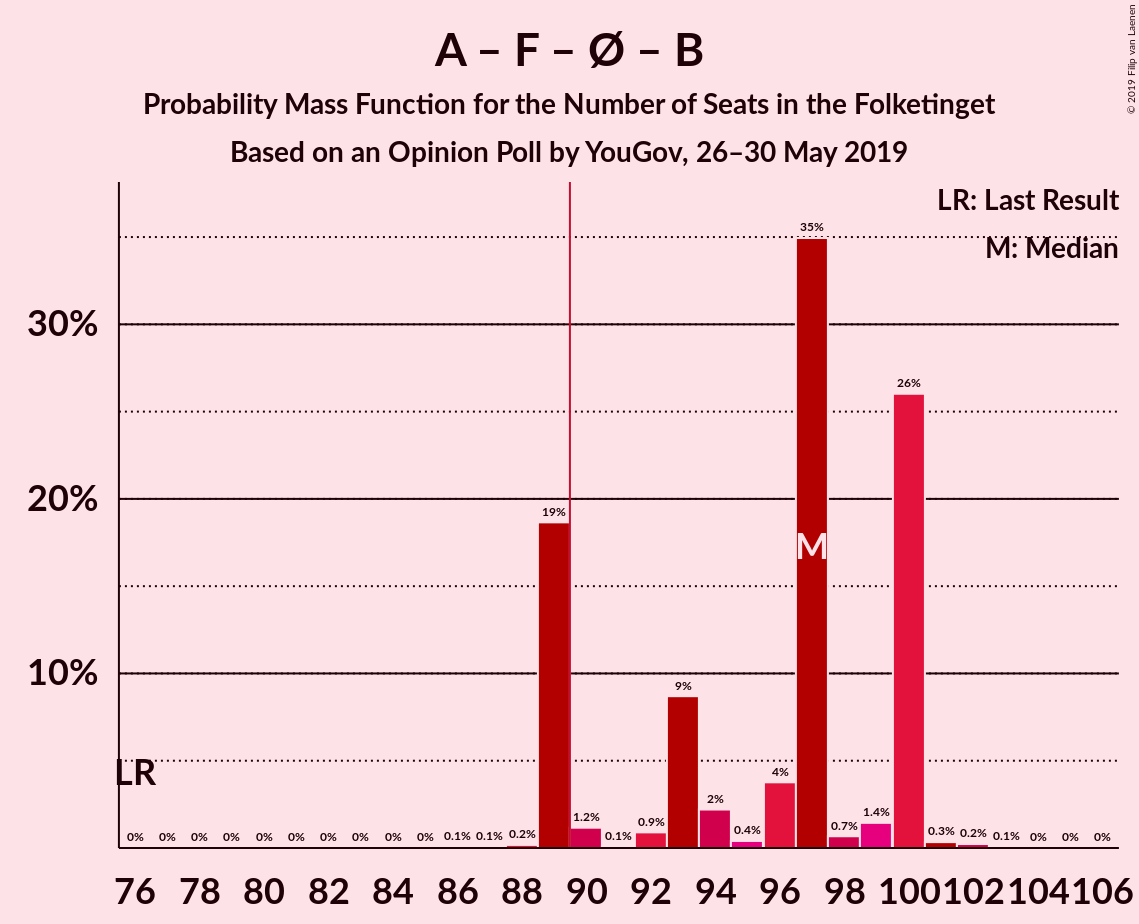 © 2019 Filip van Laenen
A – F – Ø – B
Probability Mass Function for the Number of Seats in the Folketinget
Based on an Opinion Poll by YouGov, 26–30 May 2019
LR: Last Result
M: Median
30%
20%
10%
LR
M
0% 0% 0% 0% 0% 0% 0% 0% 0% 0% 0.1% 0.1% 0.2% 19% 1.2% 0.1% 0.9% 9% 2% 0.4% 4% 35% 0.7% 1.4% 26% 0.3% 0.2% 0.1% 0% 0% 0%
76 78 80 82 84 86 88 90 92 94 96 98 100 102 104 106